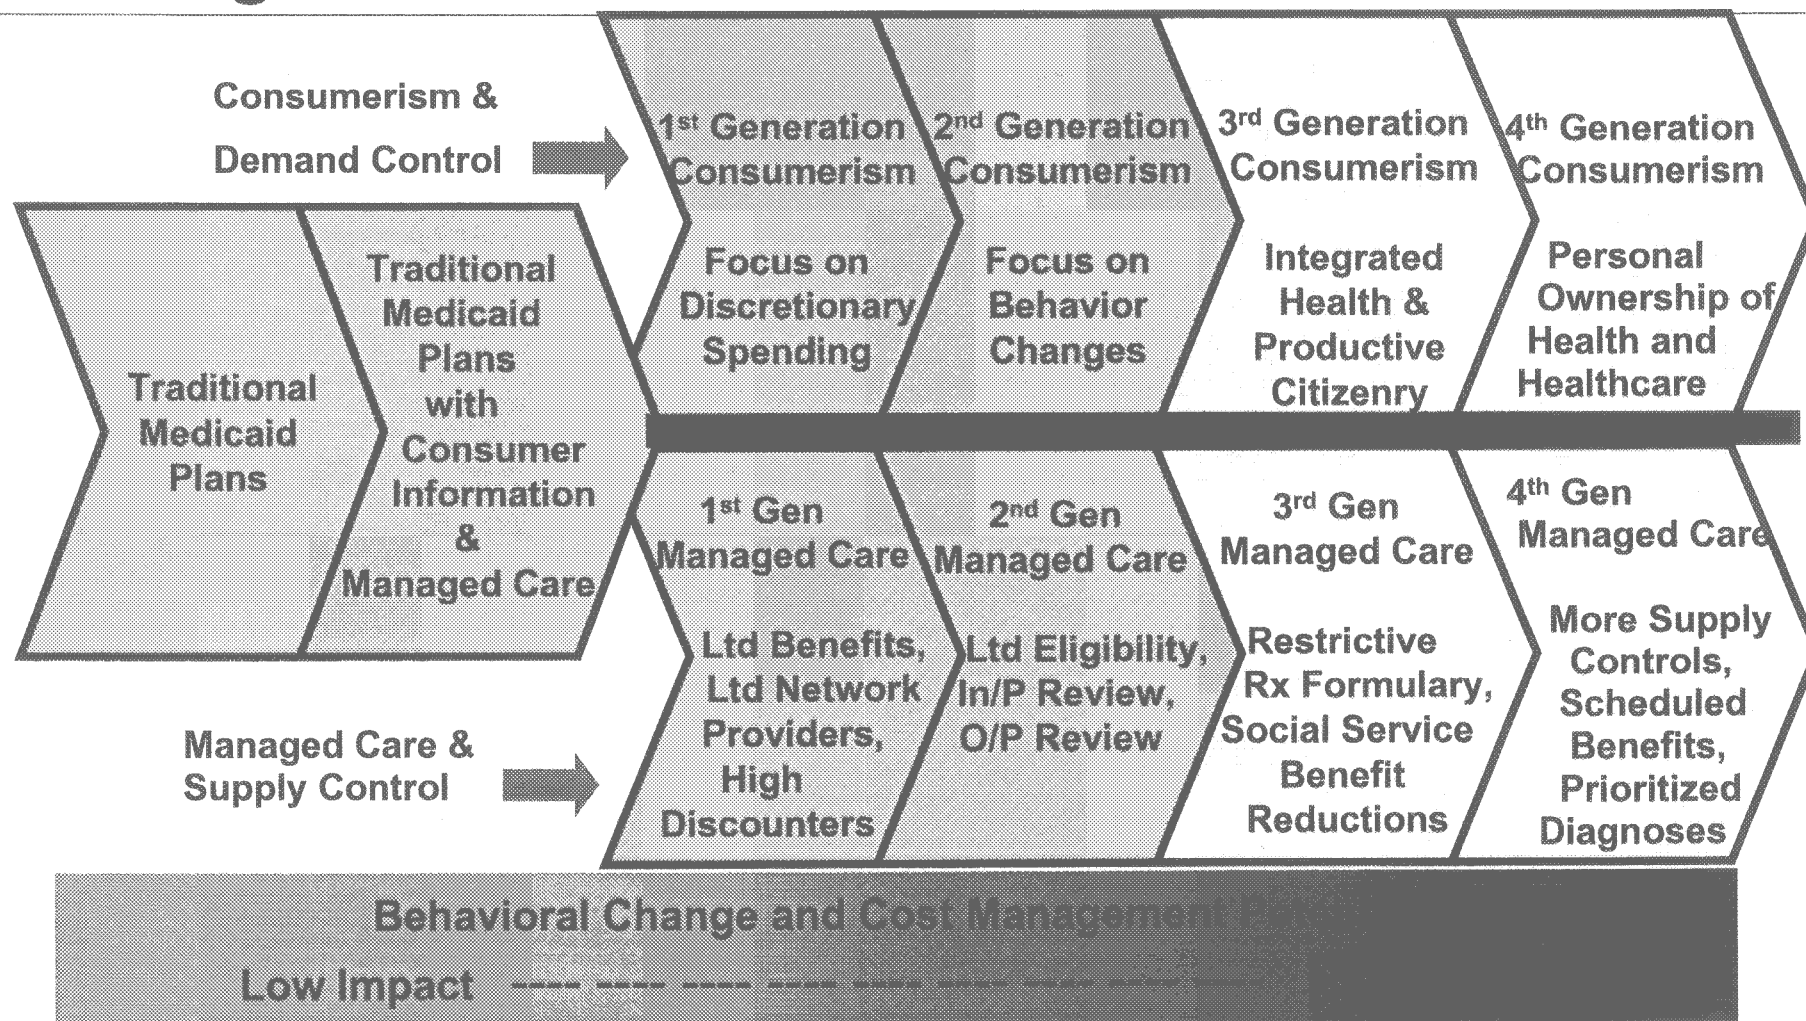 Consumerism &
Demand Control
1st Generation
Consumerism
Focus on
Discretionary
Spending
2nd Generation
Consumerism
Focus on
Behavior
Changes
3rd Generation
Consumerism
Integrated
Health &
Productive
Citizenry
4th Generation
Consumerism
Personal
Ownership of
Health and
Healthcare
Traditional
Medicaid
Plans
Traditional
Medicaid
Plans
with
Consumer
Information
&
Managed Care
Managed Care &
Supply Control
1st Gen
Managed Care
Ltd Benefits,
Ltd Network
Providers,
High
Discounters
2nd Gen
Managed Care
Ltd Eligibility,
In/P Review,
O/P Review
3rd Gen
Managed Care
Restrictive
Rx Formulary,
Social Service
Benefit
Reductions
4th Gen
Managed Care
More Supply
Controls,
Scheduled
Benefits,
Prioritized
Diagnoses
Behavioral Change and Cost Management
Low Impact ---- ---- ---- ---- ---- ---- ---- ---- ----